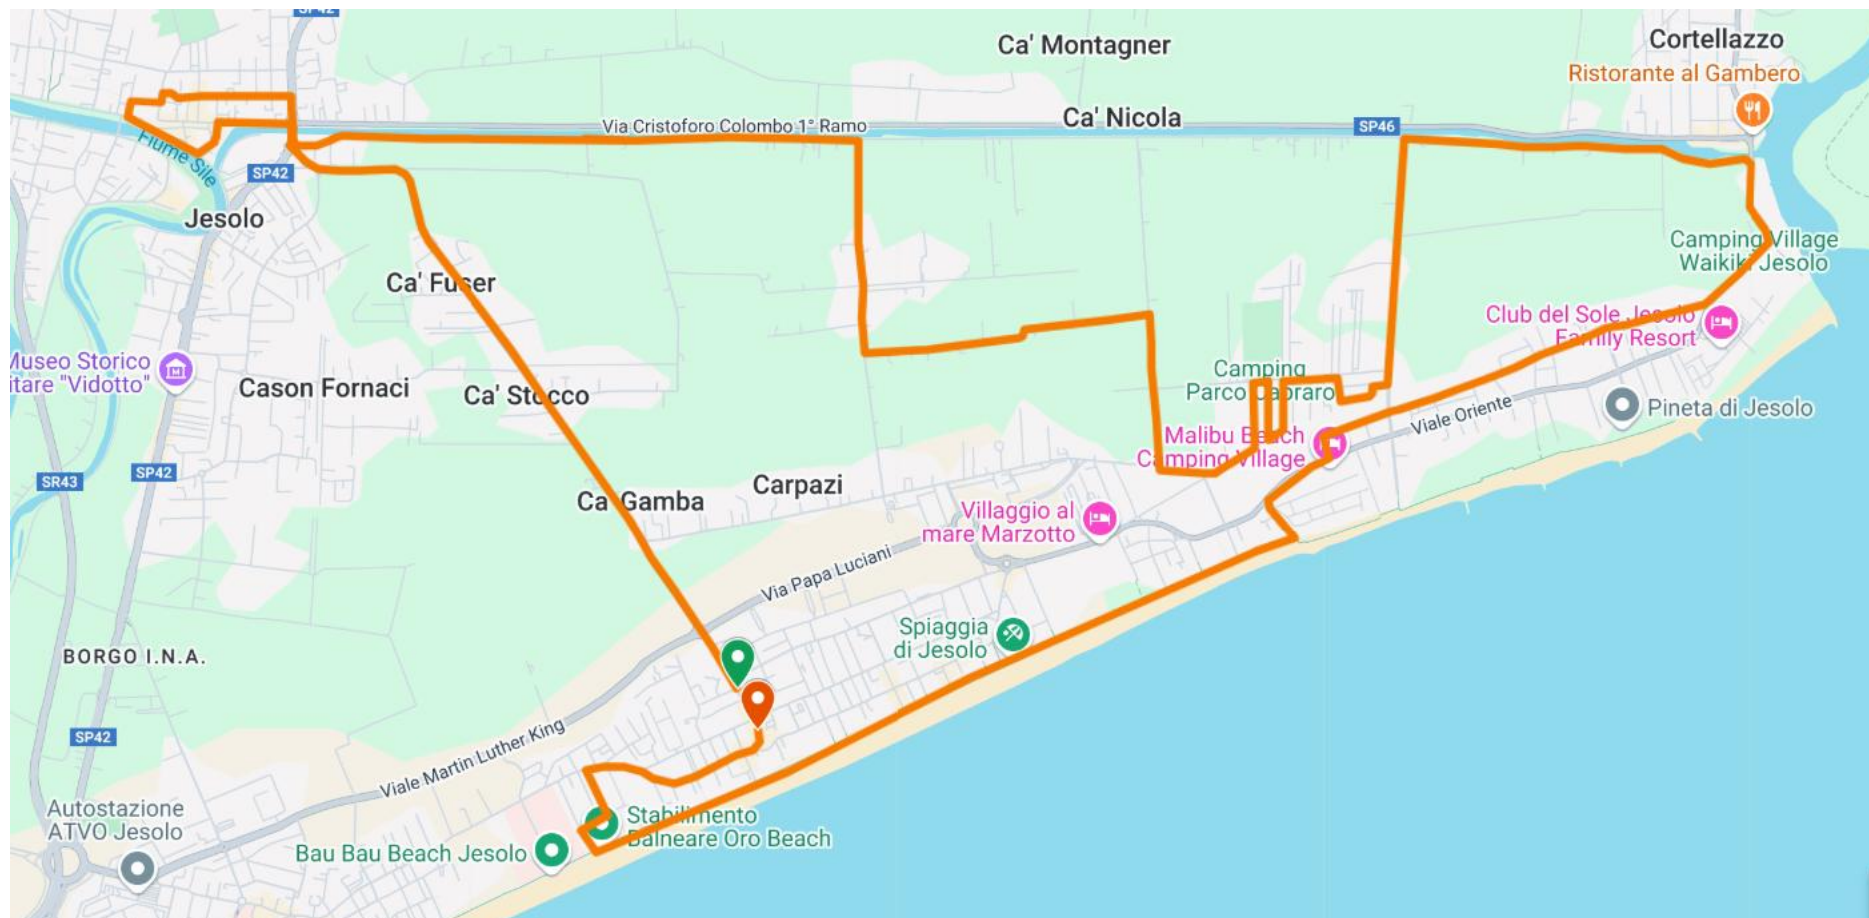 SP42
Ca' Montagner
Cortellazzo
Ristorante al Gambero
Ca' Nicola
Via Cristoforo Colombo 1° Ramo
SP46
Fiume Sile
SP42
Jesolo
Camping Village
Waikiki Jesolo
Ca' Fuser
Club del Sole Jesolo
Family Resort
Museo Storico
itare "Vidotto"
Cason Fornaci
Ca' Stocco
Camping
Parco Capraro
Viale Oriente
Pineta di Jesolo
Malibu Beach
Camping Village
SP42
SR43
Carpazi
Ca' Gamba
Villaggio al
mare Marzotto
Via Papa Luciani
Spiaggia
di Jesolo
BORGO I.N.A.
SP42
Viale Martin Luther King
Autostazione
ATVO Jesolo
Stabilimento
Balneare Oro Beach
Bau Bau Beach Jesolo